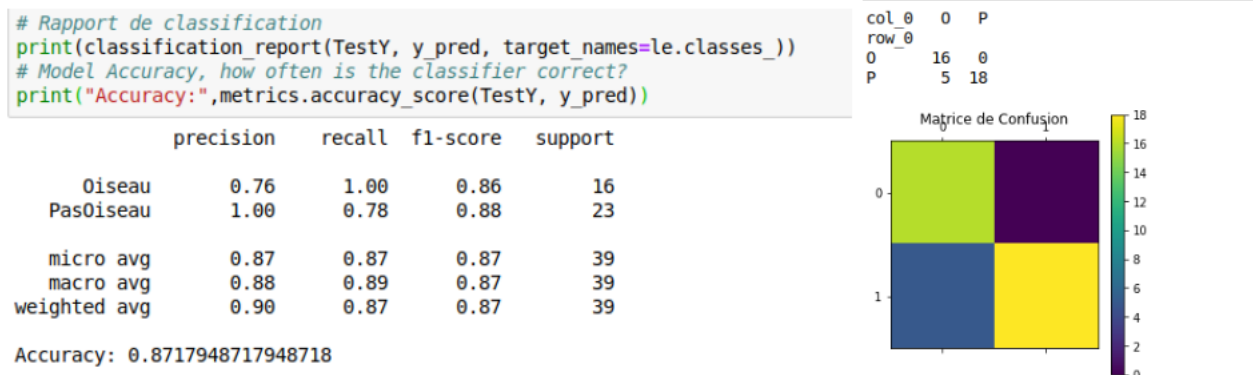 # Rapport de classification
print(classification_report(TestY, y_pred, target_names=le.classes_))
# Model Accuracy, how often is the classifier correct?
print("Accuracy:",metrics.accuracy_score(TestY, y_pred))
precision recall f1-score support
Oiseau 0.76 1.00 0.86 16
PasOiseau 1.00 0.78 0.88 23
micro avg 0.87 0.87 0.87 39
macro avg 0.88 0.89 0.87 39
weighted avg 0.90 0.87 0.87 39
Accuracy: 0.8717948717948718
col_0 O P
row_0
O 16 0
P 5 18
Matrice de Confusion
0 1
0
1
18
16
14
12
10
8
6
4
2
0